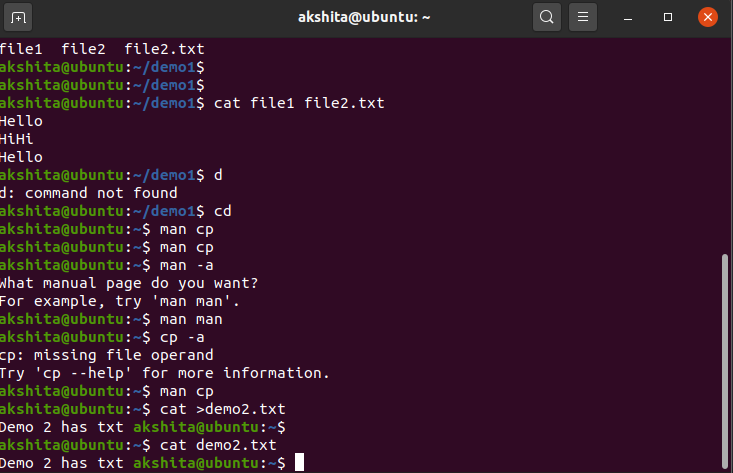 akshita@ubuntu: ~
file1  file2  file2.txt
akshita@ubuntu:~/demo1$
akshita@ubuntu:~/demo1$
akshita@ubuntu:~/demo1$ cat file1 file2.txt
Hello
HiHi
Hello
akshita@ubuntu:~/demo1$ d
d: command not found
akshita@ubuntu:~/demo1$ cd
akshita@ubuntu:~$ man cp
akshita@ubuntu:~$ man cp
akshita@ubuntu:~$ man -a
What manual page do you want?
For example, try 'man man'.
akshita@ubuntu:~$ man man
akshita@ubuntu:~$ cp -a
cp: missing file operand
Try 'cp --help' for more information.
akshita@ubuntu:~$ man cp
akshita@ubuntu:~$ cat >demo2.txt
Demo 2 has txt akshita@ubuntu:~$
akshita@ubuntu:~$ cat demo2.txt
Demo 2 has txt akshita@ubuntu:~$